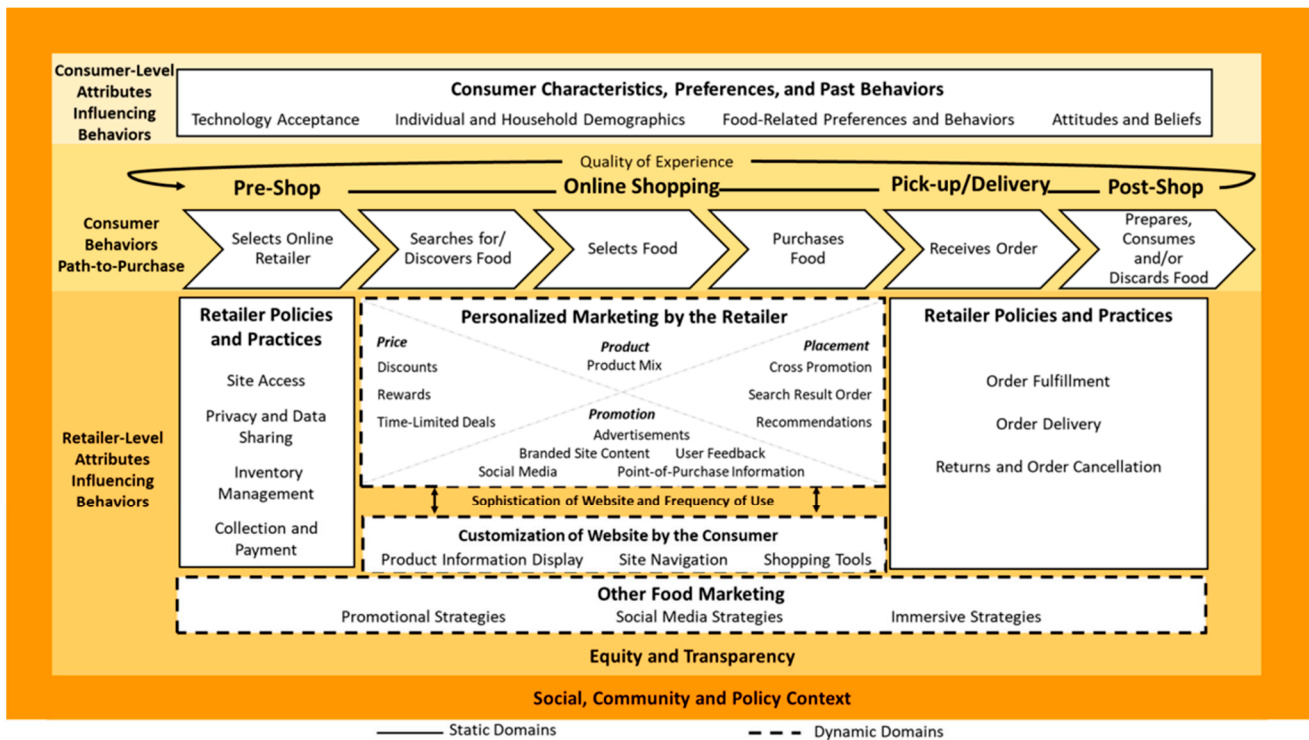 Consumer-Level
Attributes
Influencing
Behaviors
Consumer Characteristics, Preferences, and Past Behaviors
Technology Acceptance Individual and Household Demographics Food-Related Preferences and Behaviors Attitudes and Beliefs
Quality of Experience
Pre-Shop Online Shopping Pick-up/Delivery Post-Shop
Consumer
Behaviors
Path-to-Purchase
Selects Online
Retailer
Searches for/
Discovers Food
Selects Food
Purchases
Food
Receives Order
Prepares,
Consumes
and/or
Discards Food
Retailer-Level
Attributes
Influencing
Behaviors
Retailer Policies
and Practices
Site Access
Privacy and Data
Sharing
Inventory
Management
Collection and
Payment
Personalized Marketing by the Retailer
Price
Discounts
Rewards
Time-Limited Deals
Product
Product Mix
Placement
Cross Promotion
Search Result Order
Recommendations
Promotion
Advertisements
Branded Site Content User Feedback
Social Media Point-of-Purchase Information
Sophistication of Website and Frequency of Use
Customization of Website by the Consumer
Product Information Display Site Navigation Shopping Tools
Retailer Policies and Practices
Order Fulfillment
Order Delivery
Returns and Order Cancellation
Other Food Marketing
Promotional Strategies Social Media Strategies Immersive Strategies
Equity and Transparency
Social, Community and Policy Context
Static Domains Dynamic Domains